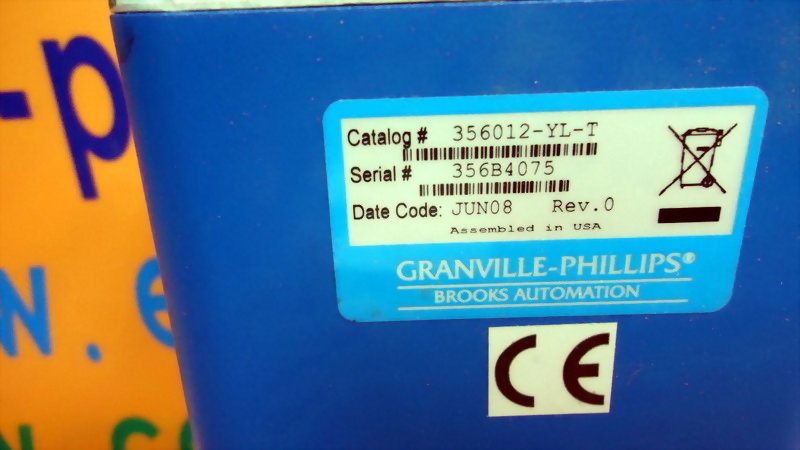 Catalog # 356012-YL-T
Serial # 356B4075
Date Code: JUN08 Rev.0
Assembled in USA
GRANVILLE-PHILLIPS®
BROOKS AUTOMATION
CE
-p